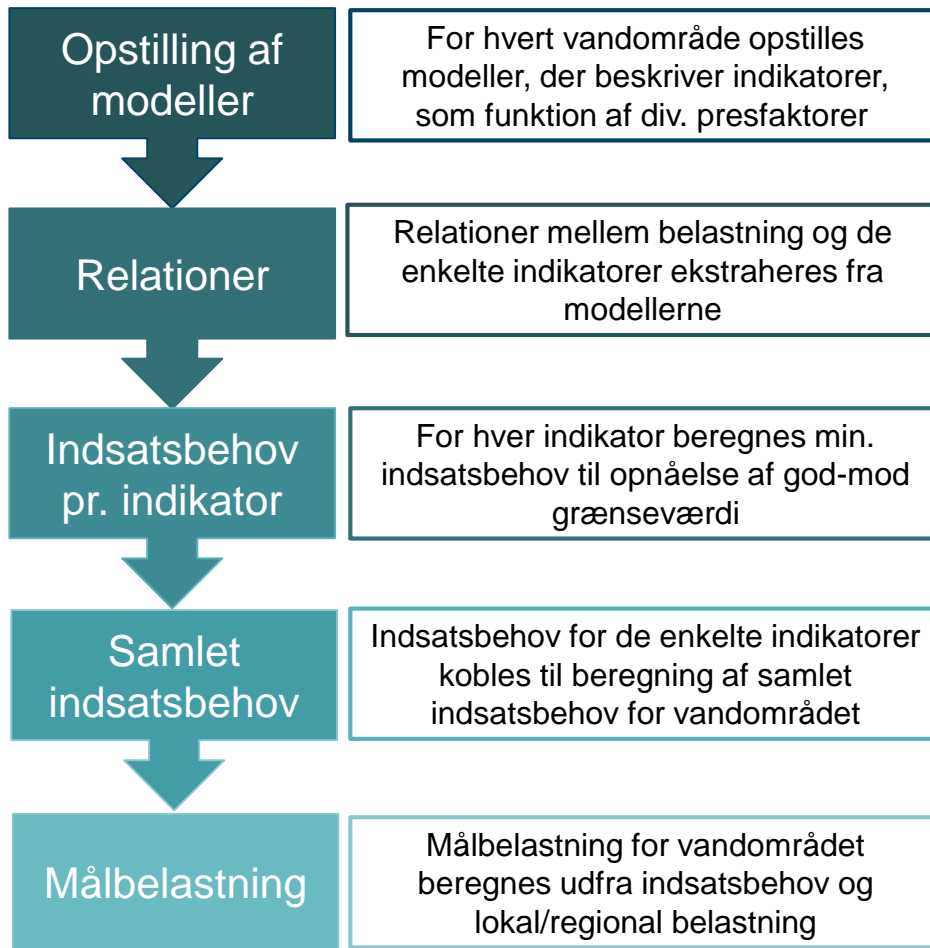 Opstilling af
modeller
For hvert vandområde opstilles
modeller, der beskriver indikatorer,
som funktion af div. presfaktorer
Relationer
Relationer mellem belastning og de
enkelte indikatorer ekstraheres fra
modellerne
Indsatsbehov
pr. indikator
For hver indikator beregnes min.
indsatsbehov til opnåelse af god-mod
grænseværdi
Samlet
indsatsbehov
Indsatsbehov for de enkelte indikatorer
kobles til beregning af samlet
indsatsbehov for vandområdet
Målbelastning
Målbelastning for vandområdet
beregnes udfra indsatsbehov og
lokal/regional belastning